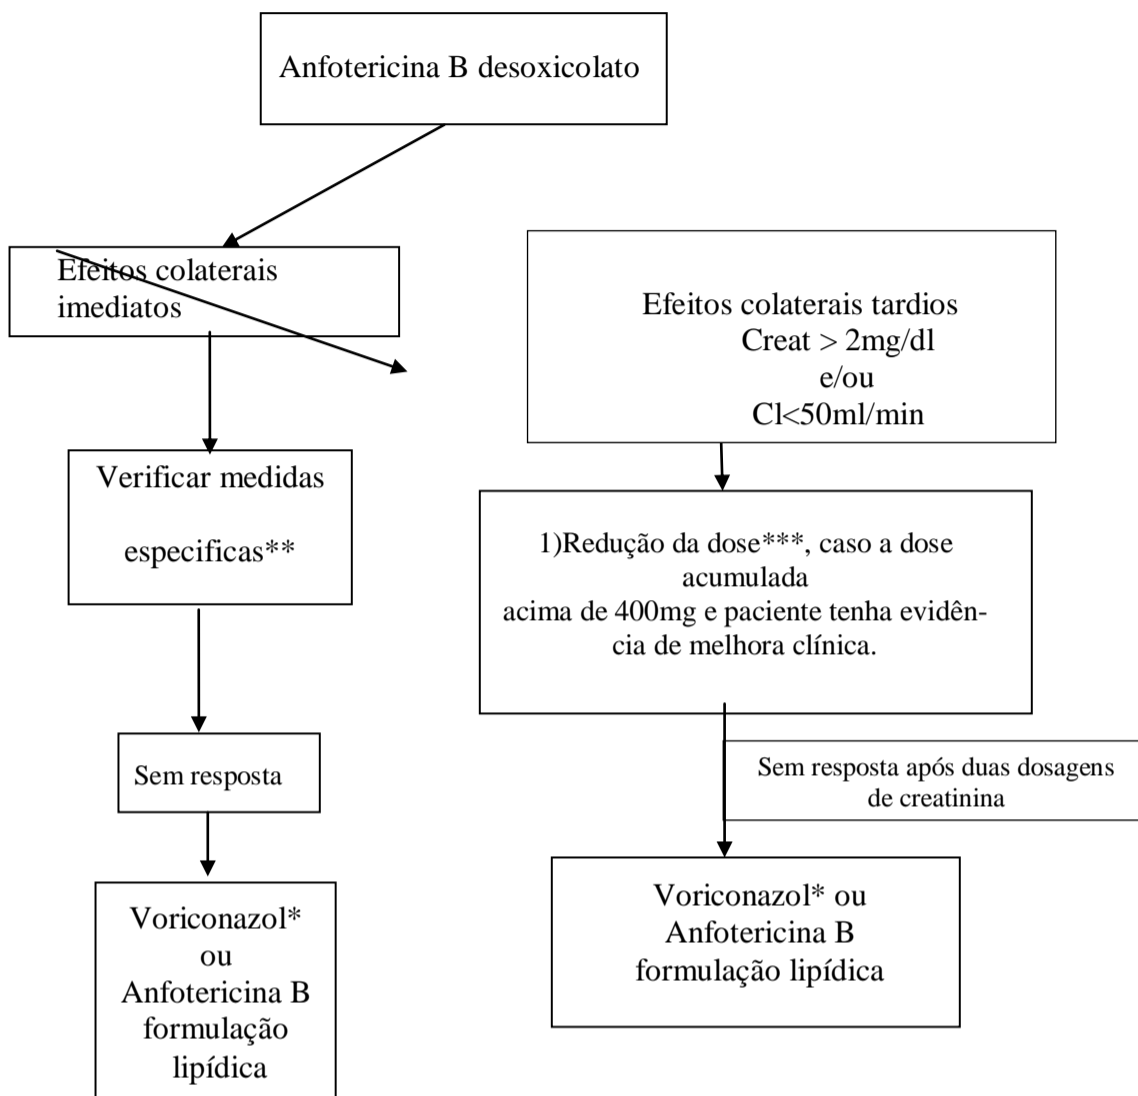 Anfotericina B desoxicolato
Efeitos colaterais
imediatos
Efeitos colaterais tardios
Creat > 2mg/dl
e/ou
Cl<50ml/min
Verificar medidas
especificas**
1)Redução da dose***, caso a dose
acumulada
acima de 400mg e paciente tenha evidên-
cia de melhora clínica.
Sem resposta
Sem resposta após duas dosagens
de creatinina
Voriconazol*
ou
Anfotericina B
formulação
lipídica
Voriconazol* ou
Anfotericina B
formulação lipídica